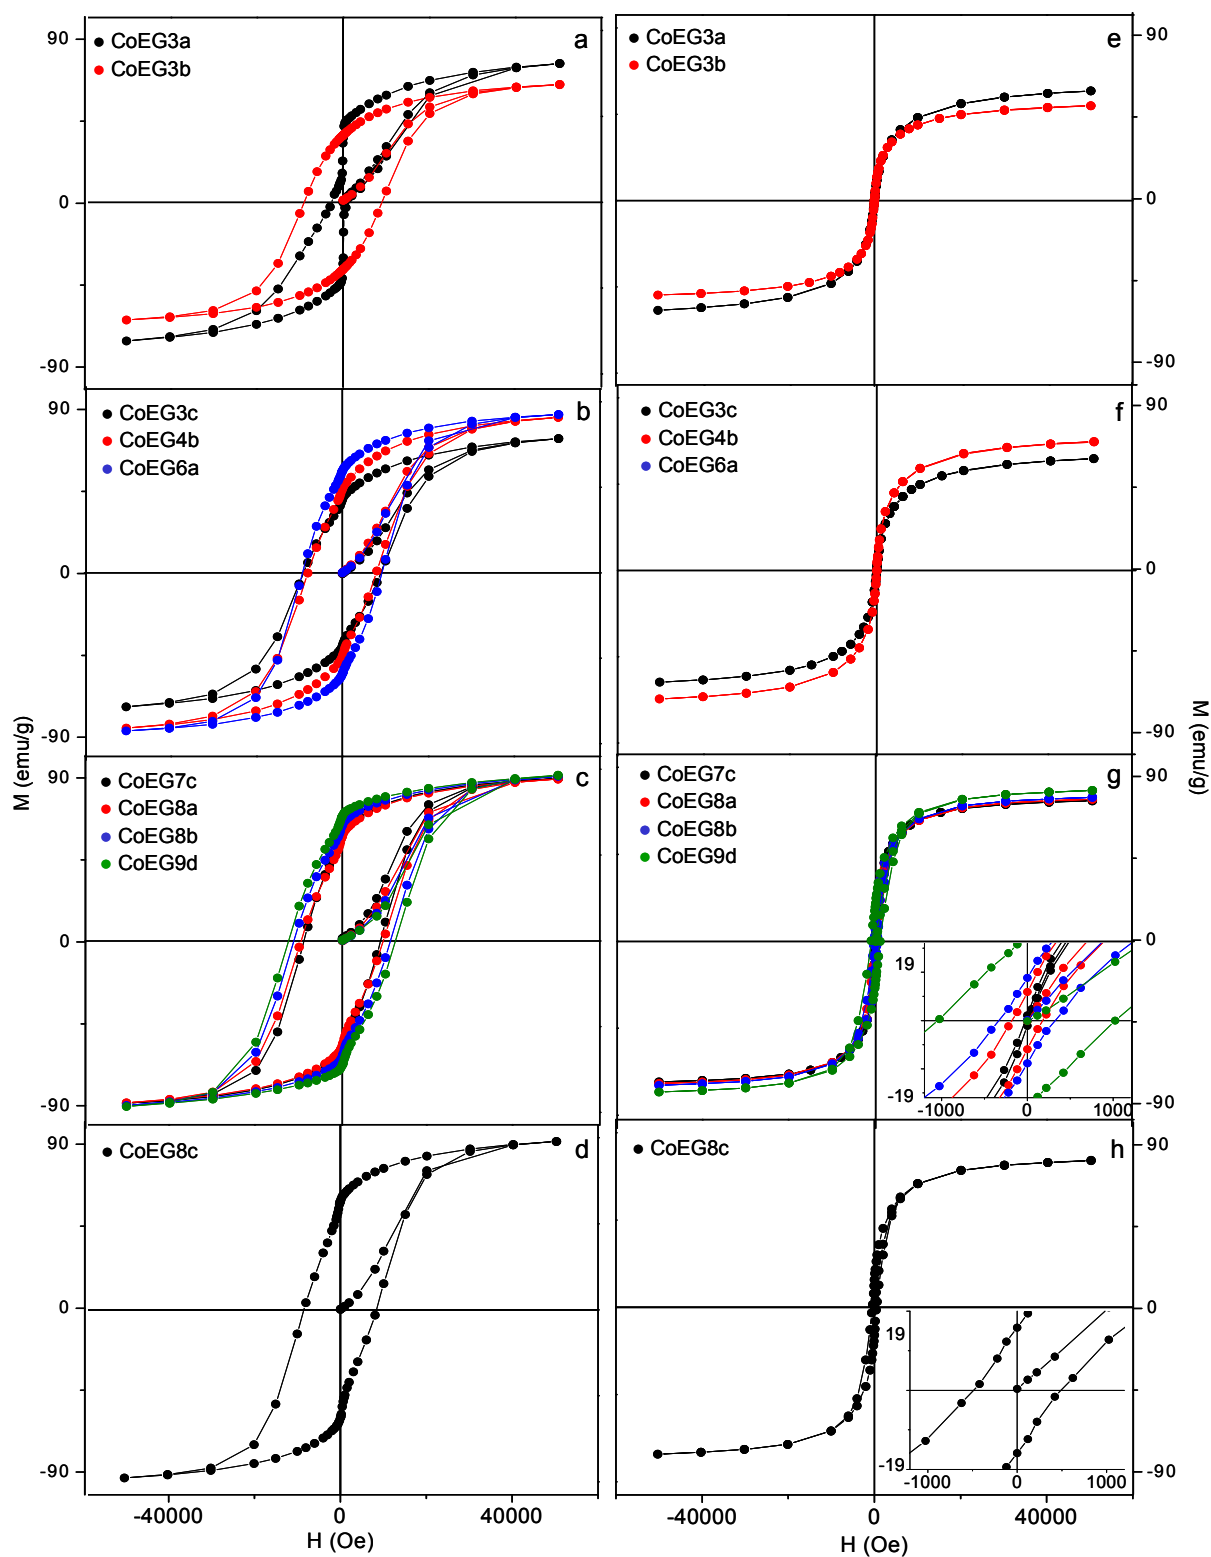 90
CoEG3a
CoEG3b
a
0
-90
CoEG3a
CoEG3b
e
90
0
-90
90
CoEG3c
CoEG4b
CoEG6a
b
0
-90
CoEG3c
CoEG4b
CoEG6a
f
90
0
-90
M (emu/g)
M (emu/g)
90
CoEG7c
CoEG8a
CoEG8b
CoEG9d
c
0
-90
CoEG7c
CoEG8a
CoEG8b
CoEG9d
g
90
0
-90
19
-19
-1000 0 1000
90
CoEG8c
d
0
-90
-40000 0 40000
H (Oe)
CoEG8c
h
90
0
-90
19
-19
-1000 0 1000
-40000 0 40000
H (Oe)